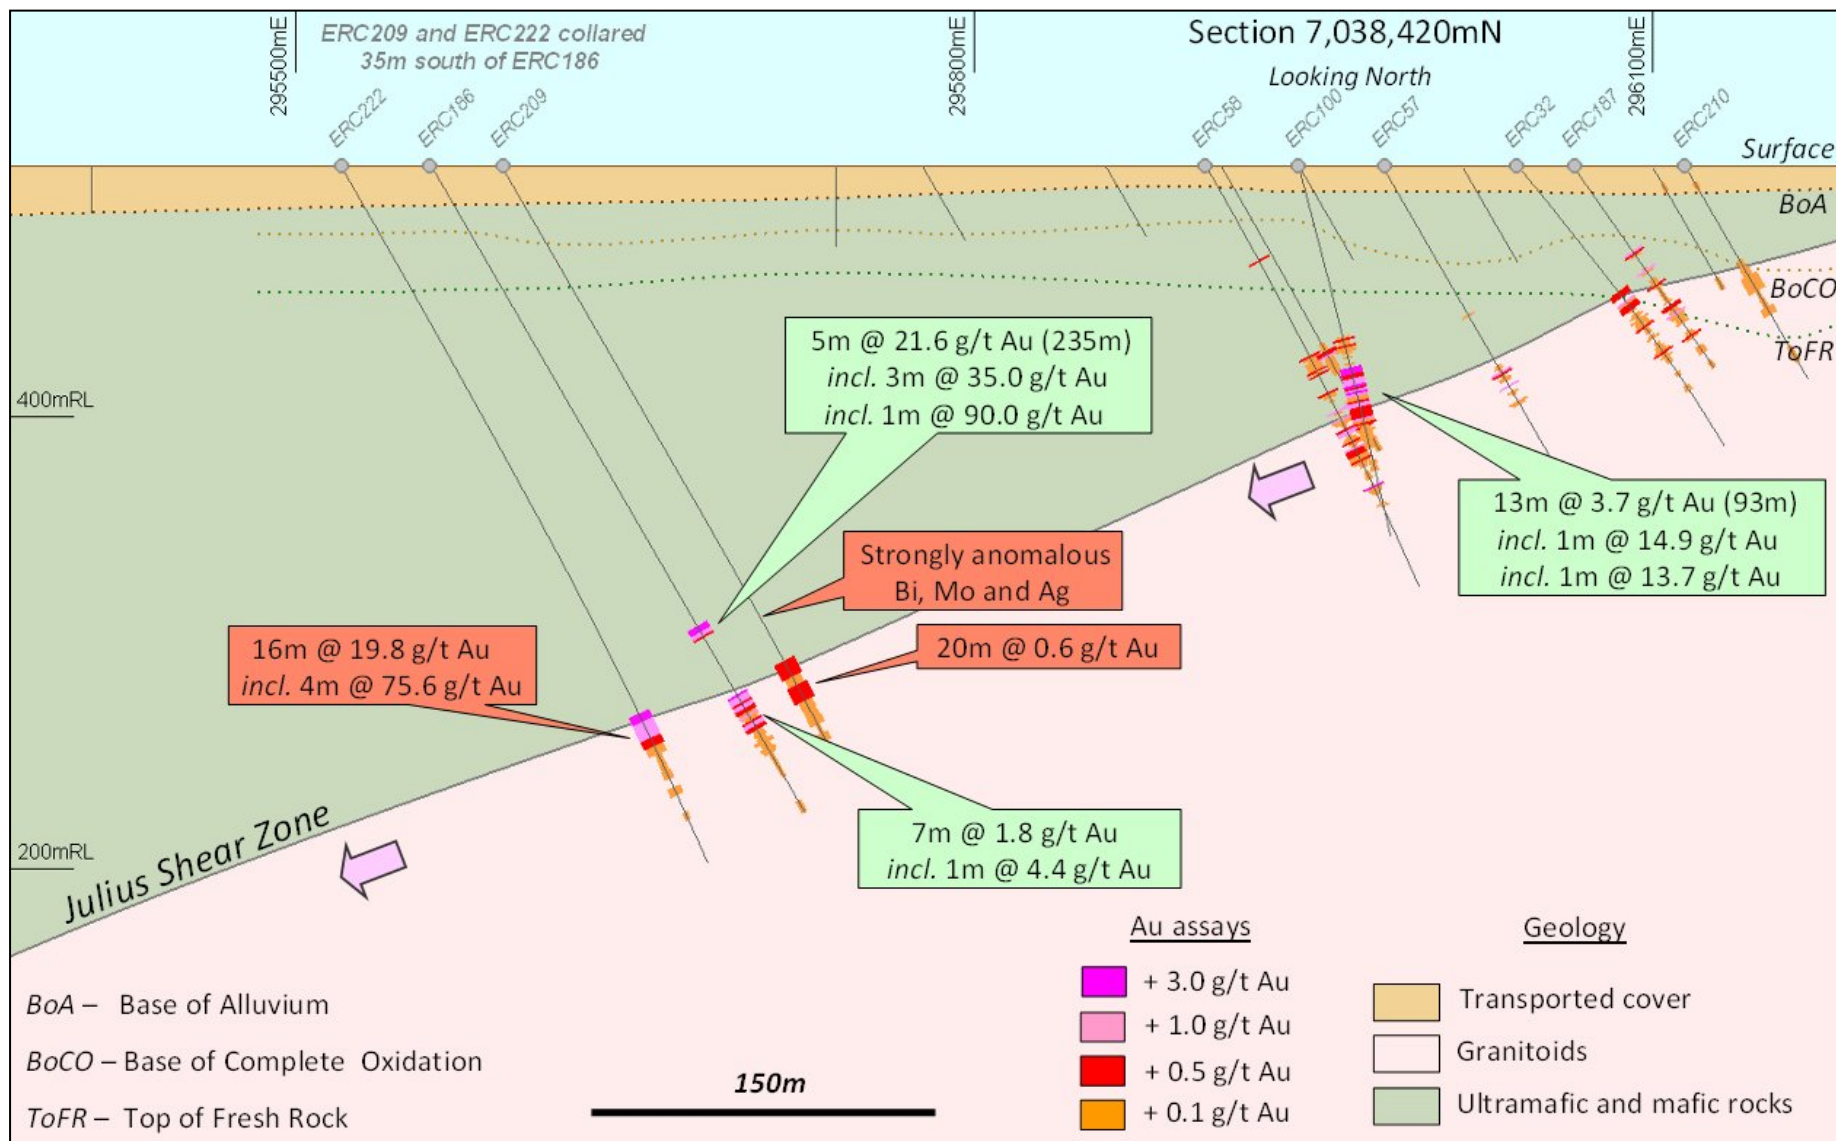 ERC209 and ERC222 collared
35m south of ERC186
295500mE
295800mE
296100mE
Section 7,038,420mN
Looking North
ERC222
ERC186
ERC209
ERC58
ERC100
ERC57
ERC32
ERC187
ERC210
Surface
BoA
BoCO
ToFR
400mRL
200mRL
5m @ 21.6 g/t Au (235m)
incl. 3m @ 35.0 g/t Au
incl. 1m @ 90.0 g/t Au
13m @ 3.7 g/t Au (93m)
incl. 1m @ 14.9 g/t Au
incl. 1m @ 13.7 g/t Au
Strongly anomalous
Bi, Mo and Ag
16m @ 19.8 g/t Au
incl. 4m @ 75.6 g/t Au
20m @ 0.6 g/t Au
7m @ 1.8 g/t Au
incl. 1m @ 4.4 g/t Au
Julius Shear Zone
BoA – Base of Alluvium
BoCO – Base of Complete Oxidation
ToFR – Top of Fresh Rock
150m
Au assays
+ 3.0 g/t Au
+ 1.0 g/t Au
+ 0.5 g/t Au
+ 0.1 g/t Au
Geology
Transported cover
Granitoids
Ultramafic and mafic rocks